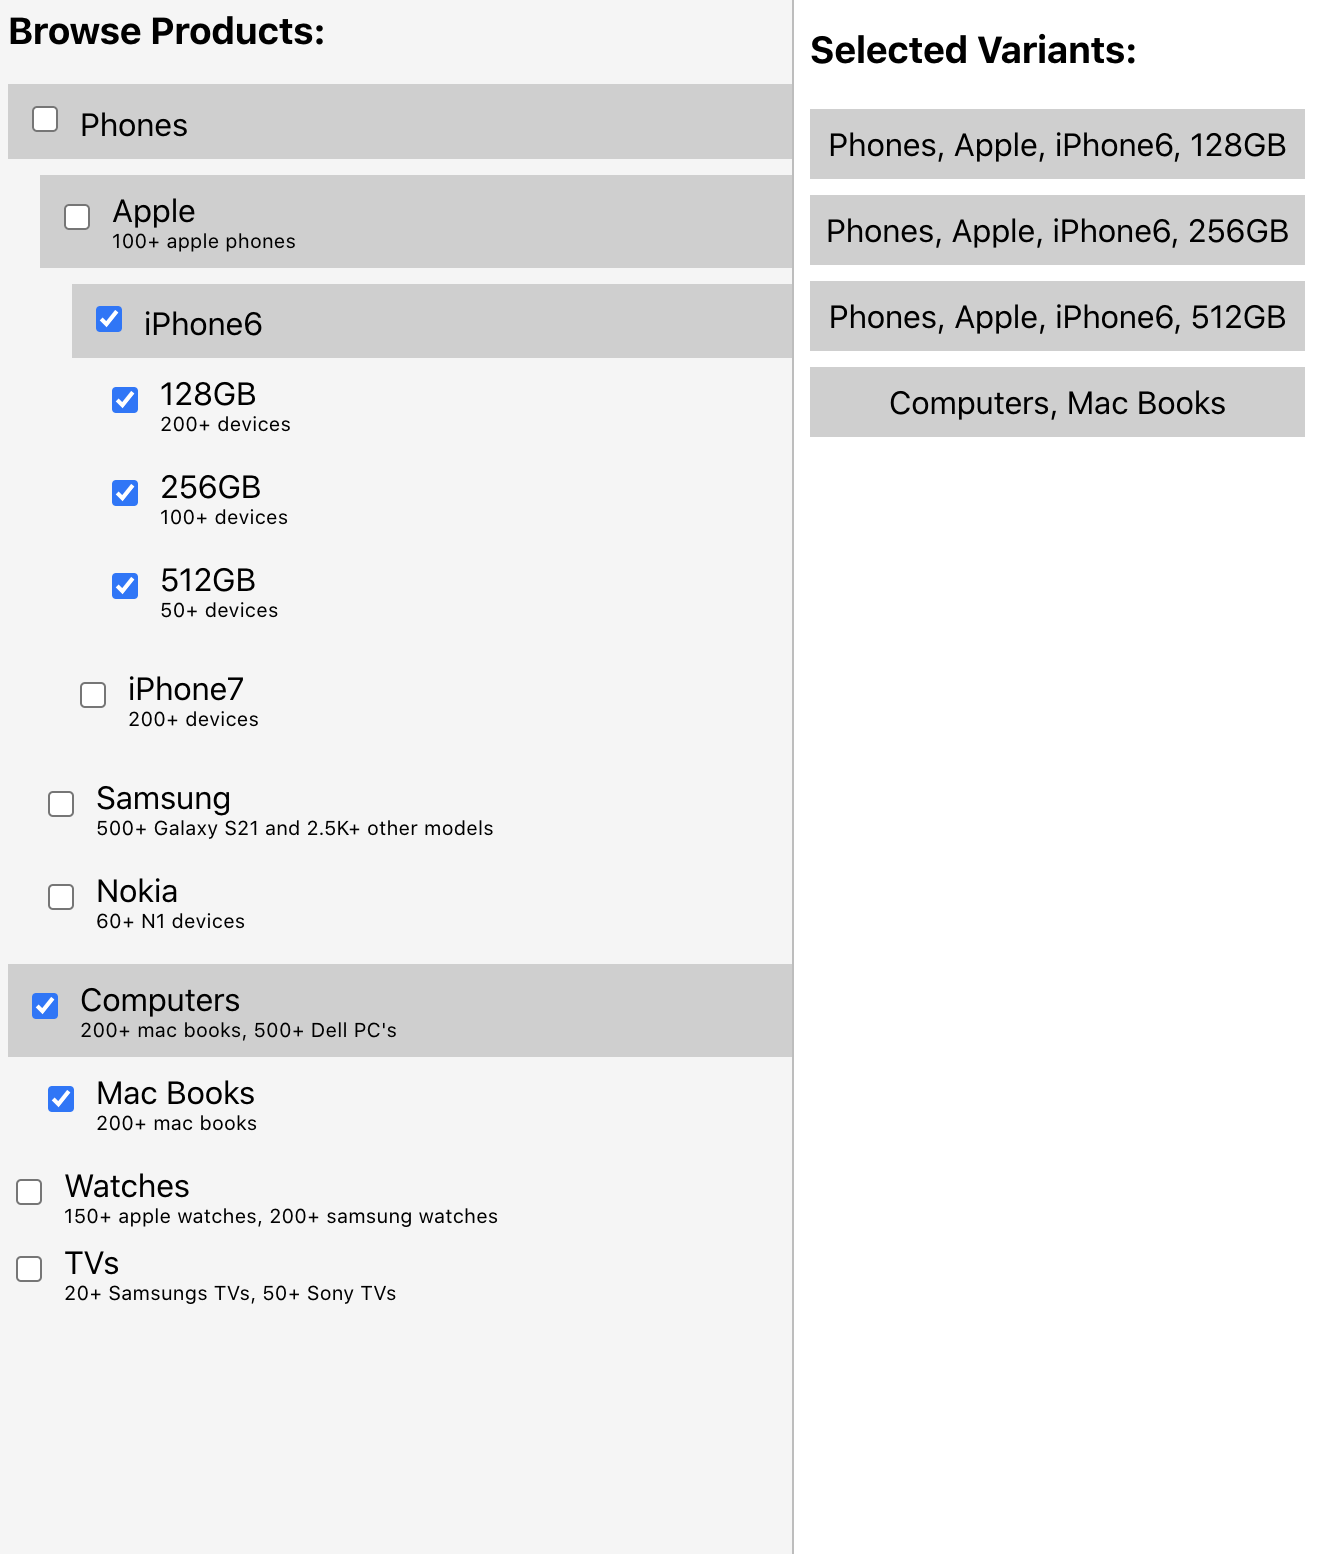 Browse Products:
Phones
Apple
100+ apple phones
iPhone6
128GB
200+ devices
256GB
100+ devices
512GB
50+ devices
iPhone7
200+ devices
Samsung
500+ Galaxy S21 and 2.5K+ other models
Nokia
60+ N1 devices
Computers
200+ mac books, 500+ Dell PC's
Mac Books
200+ mac books
Watches
150+ apple watches, 200+ samsung watches
TVs
20+ Samsungs TVs, 50+ Sony TVs
Selected Variants:
Phones, Apple, iPhone6, 128GB
Phones, Apple, iPhone6, 256GB
Phones, Apple, iPhone6, 512GB
Computers, Mac Books